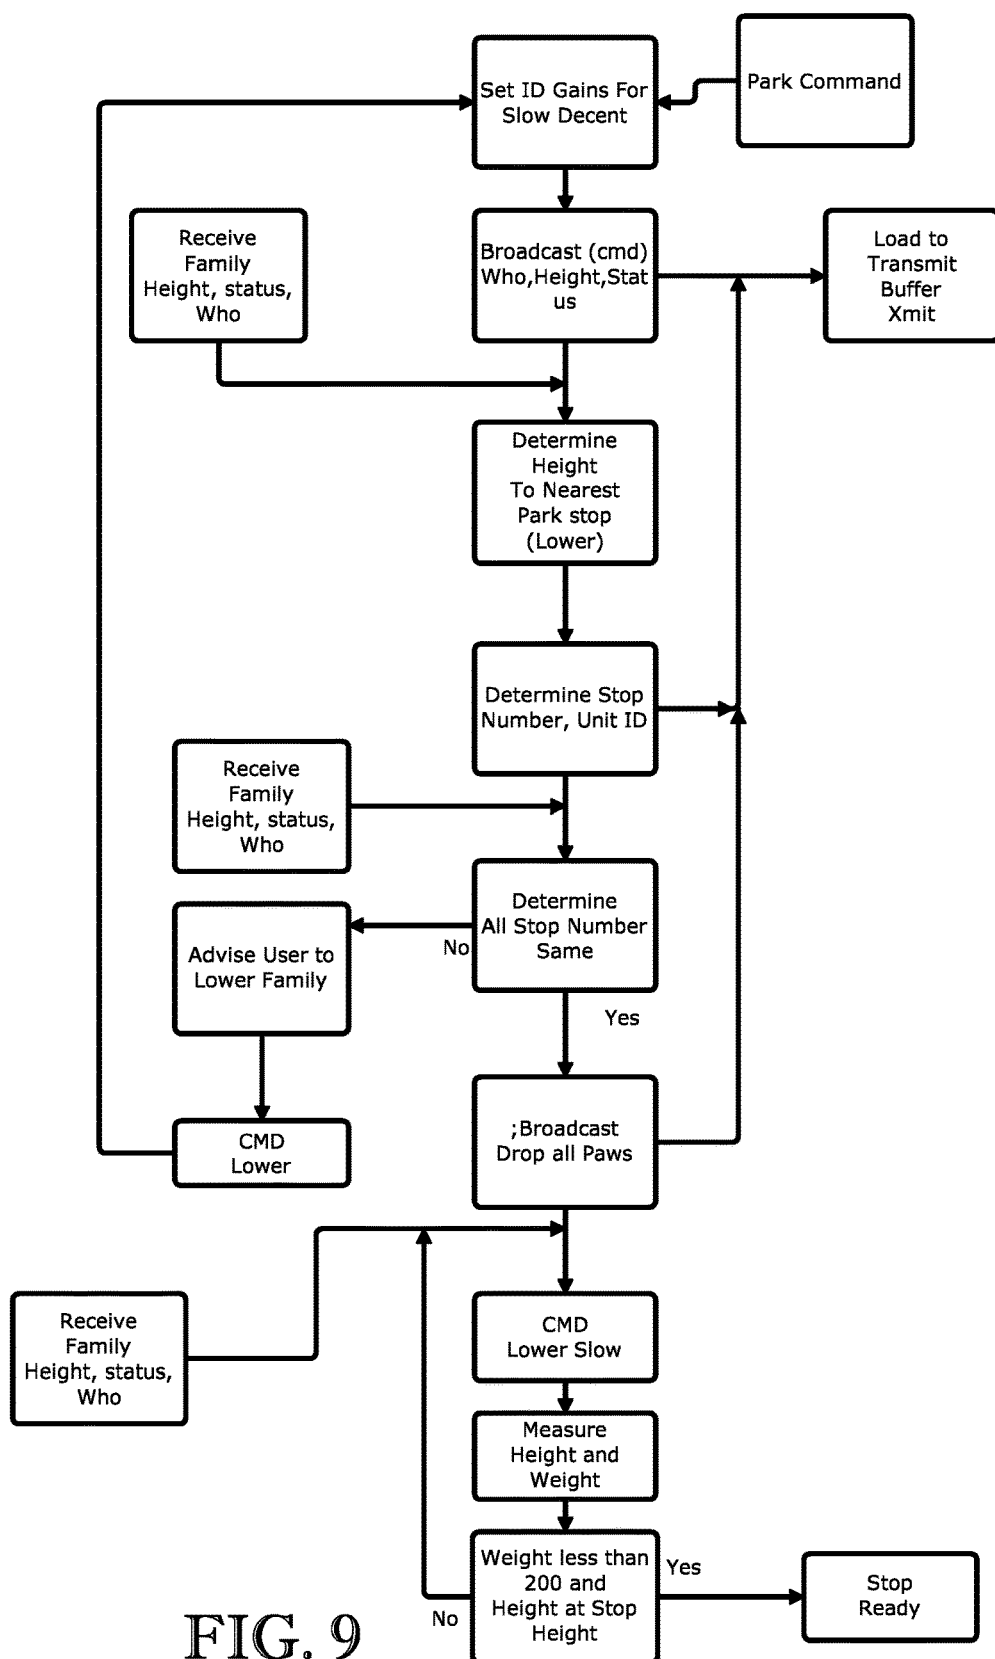 Set ID Gains For
Slow Decent
Park Command
Receive
Family
Height, status,
Who
Broadcast (cmd)
Who,Height,Stat
us
Load to
Transmit
Buffer
Xmit
Determine
Height
To Nearest
Park stop
(Lower)
Determine Stop
Number, Unit ID
Receive
Family
Height, status,
Who
Determine
All Stop Number
Same
No
Advise User to
Lower Family
Yes
;Broadcast
Drop all Paws
CMD
Lower
Receive
Family
Height, status,
Who
CMD
Lower Slow
Measure
Height and
Weight
Weight less than
200 and
Height at Stop
Height
Yes
No
Stop
Ready
FIG. 9